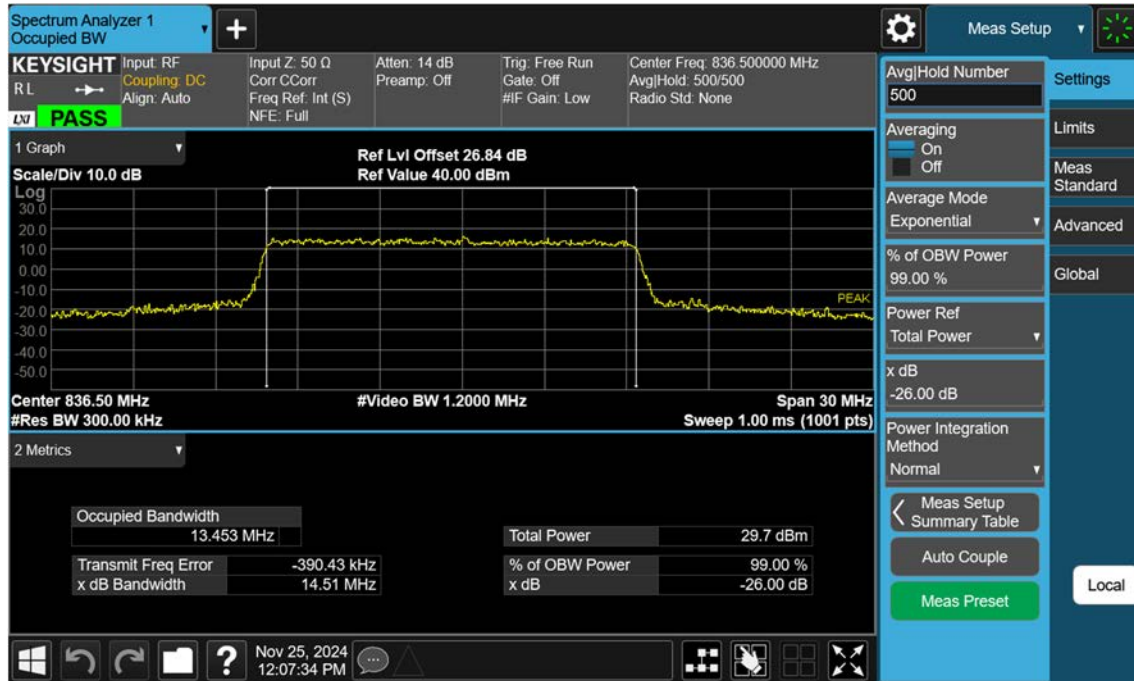 Spectrum Analyzer 1
Occupied BW
Meas Setup
KEYSIGHT
RL
LXI PASS
Input: RF
Coupling: DC
Align: Auto
Input Z: 50 Ω
Corr CCorr
Freq Ref: Int (S)
NFE: Full
Atten: 14 dB
Preamp: Off
Trig: Free Run
Gate: Off
#IF Gain: Low
Center Freq: 836.500000 MHz
Avg|Hold: 500/500
Radio Std: None
1 Graph
Scale/Div 10.0 dB
Ref Lvl Offset 26.84 dB
Ref Value 40.00 dBm
Log
30.0
20.0
10.0
0.00
-10.0
-20.0
-30.0
-40.0
-50.0
PEAK
Center 836.50 MHz
#Res BW 300.00 kHz
#Video BW 1.2000 MHz
Span 30 MHz
Sweep 1.00 ms (1001 pts)
2 Metrics
Occupied Bandwidth
13.453 MHz
Transmit Freq Error -390.43 kHz
x dB Bandwidth 14.51 MHz
Total Power 29.7 dBm
% of OBW Power 99.00 %
x dB -26.00 dB
Avg|Hold Number
500
Averaging
On
Off
Average Mode
Exponential
% of OBW Power
99.00 %
Power Ref
Total Power
x dB
-26.00 dB
Power Integration
Method
Normal
Meas Setup
Summary Table
Auto Couple
Meas Preset
Settings
Limits
Meas
Standard
Advanced
Global
Local
Nov 25, 2024
12:07:34 PM